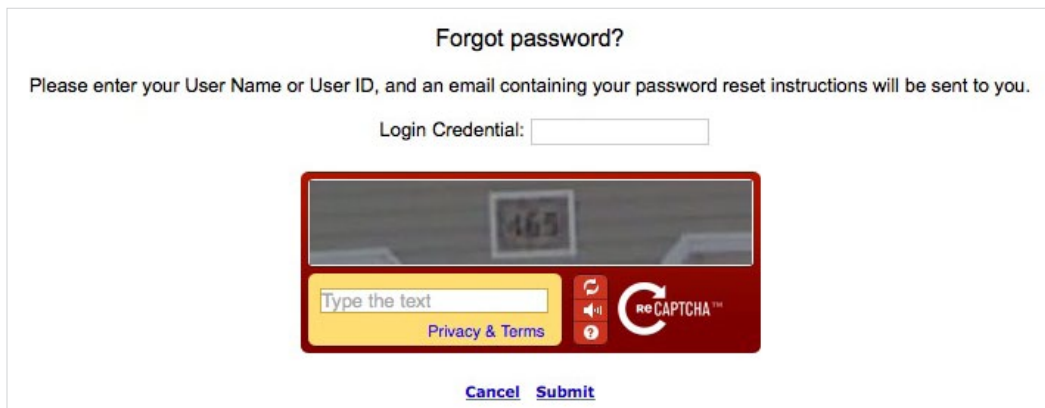 Forgot password?
Please enter your User Name or User ID, and an email containing your password reset instructions will be sent to you.
Login Credential:
Type the text
Privacy & Terms
ReCAPTCHA™
Cancel Submit